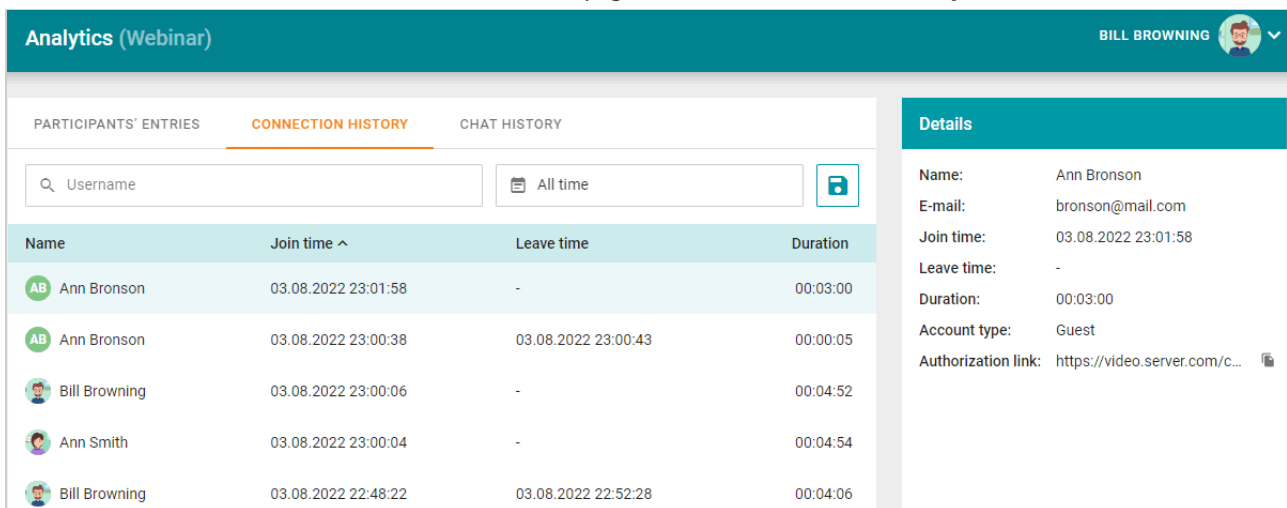 Analytics (Webinar)
BILL BROWNING
PARTICIPANTS' ENTRIES CONNECTION HISTORY CHAT HISTORY
Username All time
Name Join time Leave time Duration
AB Ann Bronson 03.08.2022 23:01:58 - 00:03:00
AB Ann Bronson 03.08.2022 23:00:38 03.08.2022 23:00:43 00:00:05
Bill Browning 03.08.2022 23:00:06 - 00:04:52
Ann Smith 03.08.2022 23:00:04 - 00:04:54
Bill Browning 03.08.2022 22:48:22 03.08.2022 22:52:28 00:04:06
Details
Name: Ann Bronson
E-mail: bronson@mail.com
Join time: 03.08.2022 23:01:58
Leave time: -
Duration: 00:03:00
Account type: Guest
Authorization link: https://video.server.com/c...